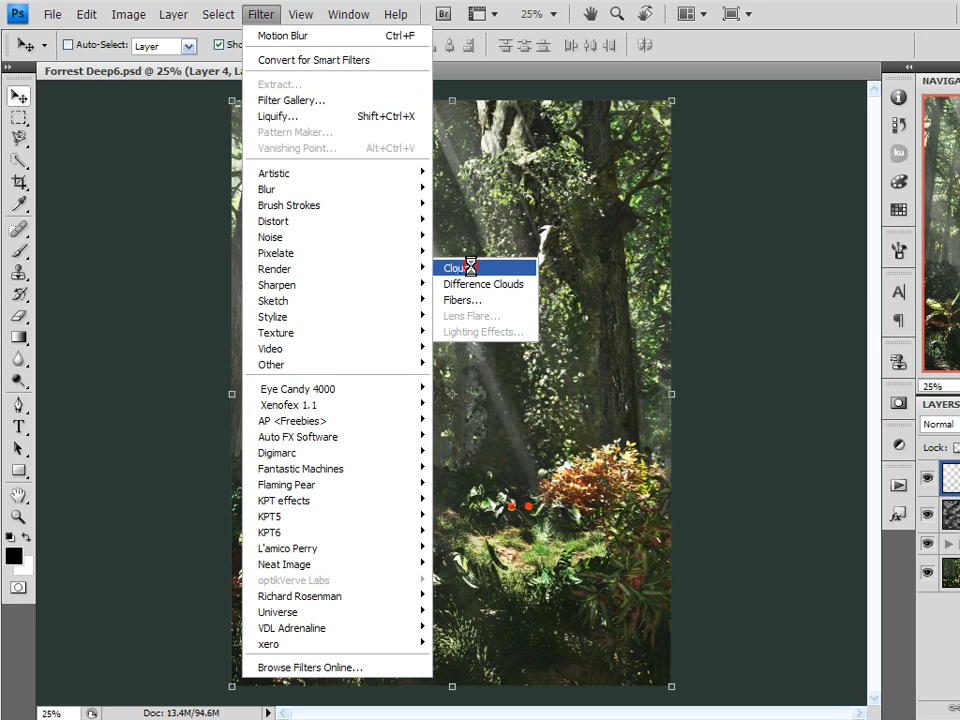 Ps File Edit Image Layer Select Filter View Window Help Br 25%
Auto-Select: Layer
Forrest Deep6.psd @ 25% (Layer 4,
Motion Blur Ctrl+F
Convert for Smart Filters
Extract...
Filter Gallery...
Liquify... Shift+Ctrl+X
Pattern Maker...
Vanishing Point... Alt+Ctrl+V
Artistic
Blur
Brush Strokes
Distort
Noise
Pixelate
Render
Sharpen
Sketch
Stylize
Texture
Video
Other
Eye Candy 4000
Xenofex 1.1
AP <Freebies>
Auto FX Software
Digimarc
Fantastic Machines
Flaming Pear
KPT effects
KPT5
KPT6
L'amico Perry
Neat Image
optikVerve Labs
Richard Rosenman
Universe
VDL Adrenaline
xero
Browse Filters Online...
Difference Clouds
Fibers...
Lens Flare...
Lighting Effects...
NAVIGA
25%
LAYERS
Normal
Lock:
25% Doc: 13.4M/94.6M